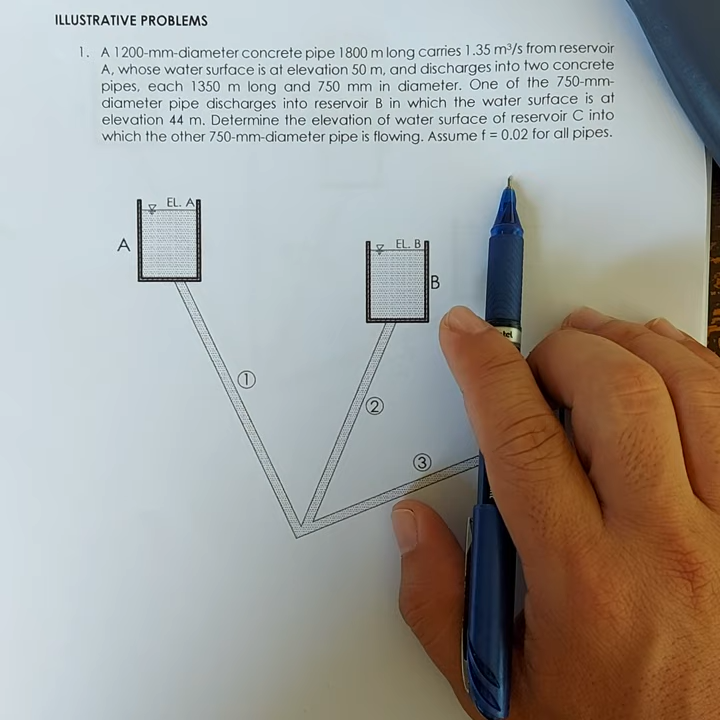 ILLUSTRATIVE PROBLEMS
1. A 1200-mm-diameter concrete pipe 1800 m long carries 1.35 m³/s from reservoir
A, whose water surface is at elevation 50 m, and discharges into two concrete
pipes, each 1350 m long and 750 mm in diameter. One of the 750-mm-
diameter pipe discharges into reservoir B in which the water surface is at
elevation 44 m. Determine the elevation of water surface of reservoir C into
which the other 750-mm-diameter pipe is flowing. Assume f = 0.02 for all pipes.
EL. A
A
EL. B
B
1
2
3